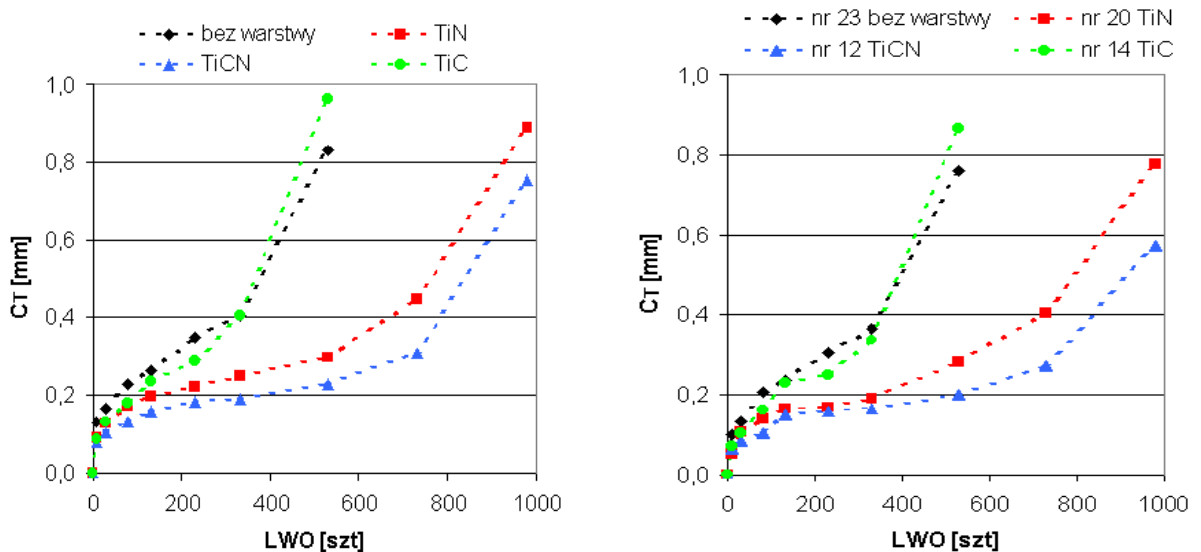 bez warstwy TiN
TiCN TiC
1,0
0,8
0,6
0,4
0,2
0,0
CT [mm]
0 200 400 600 800 1000
LWO [szt]
nr 23 bez warstwy nr 20 TiN
nr 12 TiCN nr 14 TiC
1,0
0,8
0,6
0,4
0,2
0,0
CT [mm]
0 200 400 600 800 1000
LWO [szt]